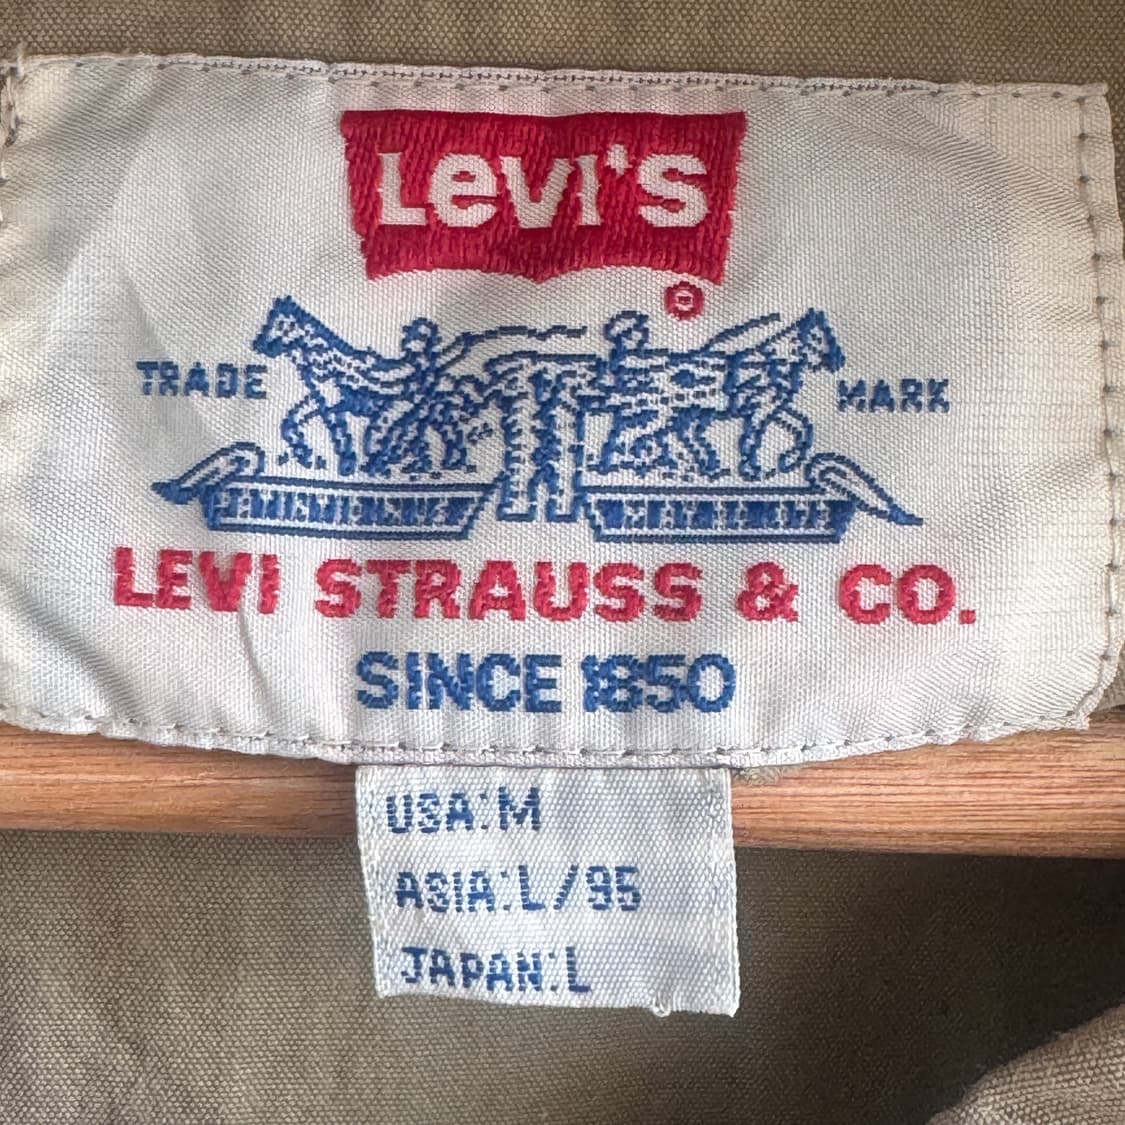 Levi's
®
TRADE MARK
LEVI STRAUSS & CO.
SINCE 1850
USA:M
ASIA:L/95
JAPAN:L